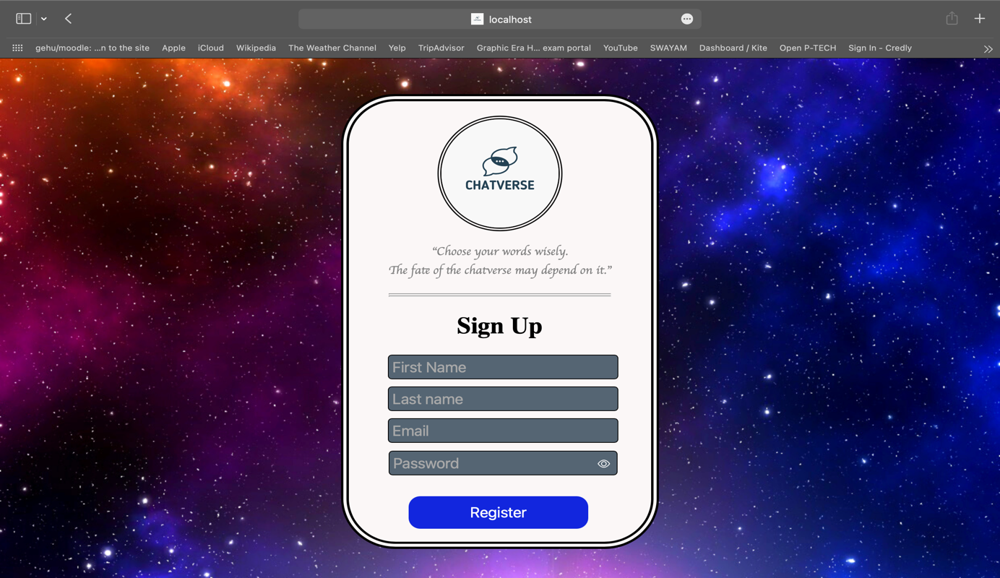 localhost
gehu/moodle: ...n to the site Apple iCloud Wikipedia The Weather Channel Yelp TripAdvisor Graphic Era H... exam portal YouTube SWAYAM Dashboard / Kite Open P-TECH Sign In - Credly
CHATVERSE
“Choose your words wisely.
The fate of the chatverse may depend on it.”
Sign Up
First Name
Last name
Email
Password
Register